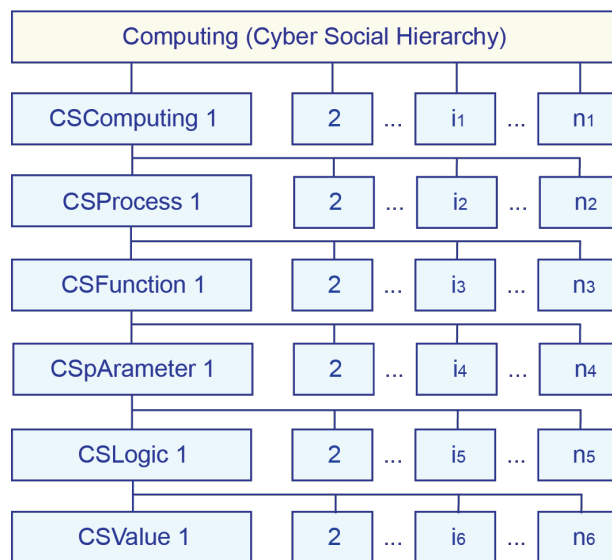 Computing (Cyber Social Hierarchy)
CSComputing 1 2 ... i1 ... n1
CSProcess 1 2 ... i2 ... n2
CSFunction 1 2 ... i3 ... n3
CSpArameter 1 2 ... i4 ... n4
CSLogic 1 2 ... i5 ... n5
CSValue 1 2 ... i6 ... n6